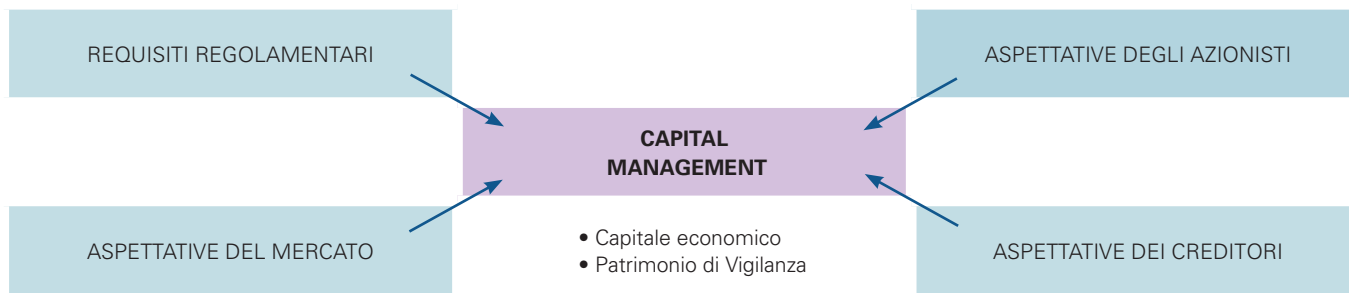 REQUISITI REGOLAMENTARI
ASPETTATIVE DEGLI AZIONISTI
CAPITAL
MANAGEMENT
ASPETTATIVE DEL MERCATO
• Capitale economico
• Patrimonio di Vigilanza
ASPETTATIVE DEI CREDITORI